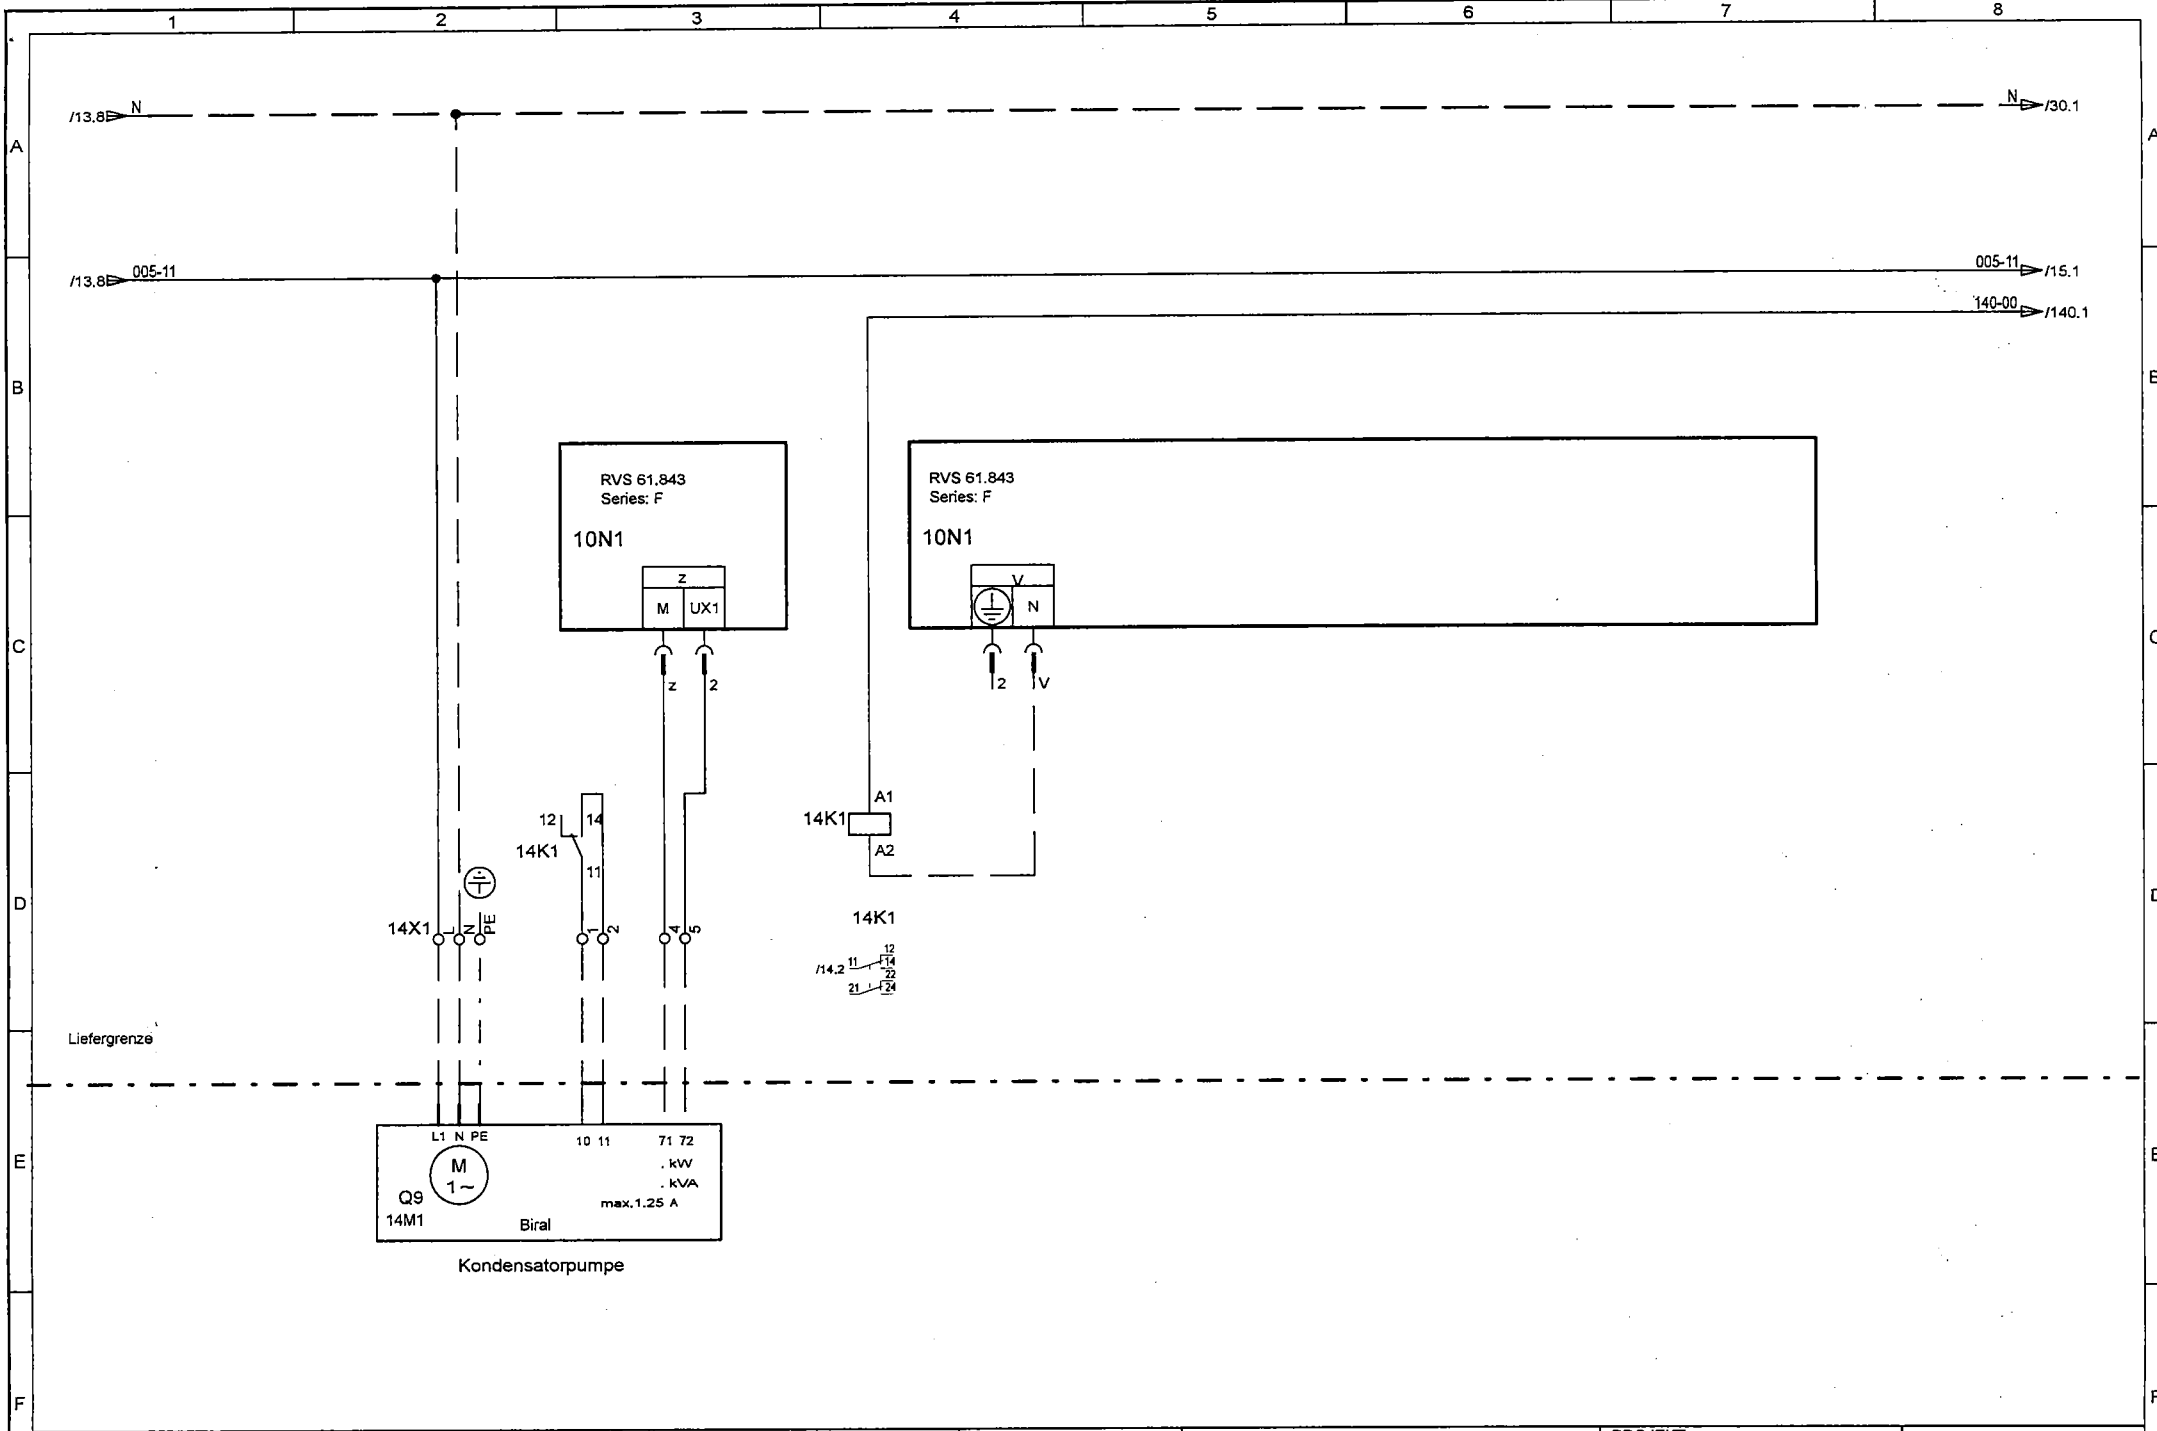 1 2 3 4 5 6 7 8
/13.8 N
N /30.1
A A
/13.8 005-11
005-11 /15.1
140-00 /140.1
B
RVS 61.843
Series: F
10N1
z
M UX1
z 2
RVS 61.843
Series: F
10N1
V
N
2 V
C
14K1
A1
A2
12 14
14K1
11
D
14X1 L N PE
1 2 4 5
14K1
/14.2 11 12
14
22
21 24
Liefergrenze
E
L1 N PE 10 11 71 72
M
1~
. kW
. kVA
max.1.25 A
Q9
14M1
Biral
Kondensatorpumpe
F